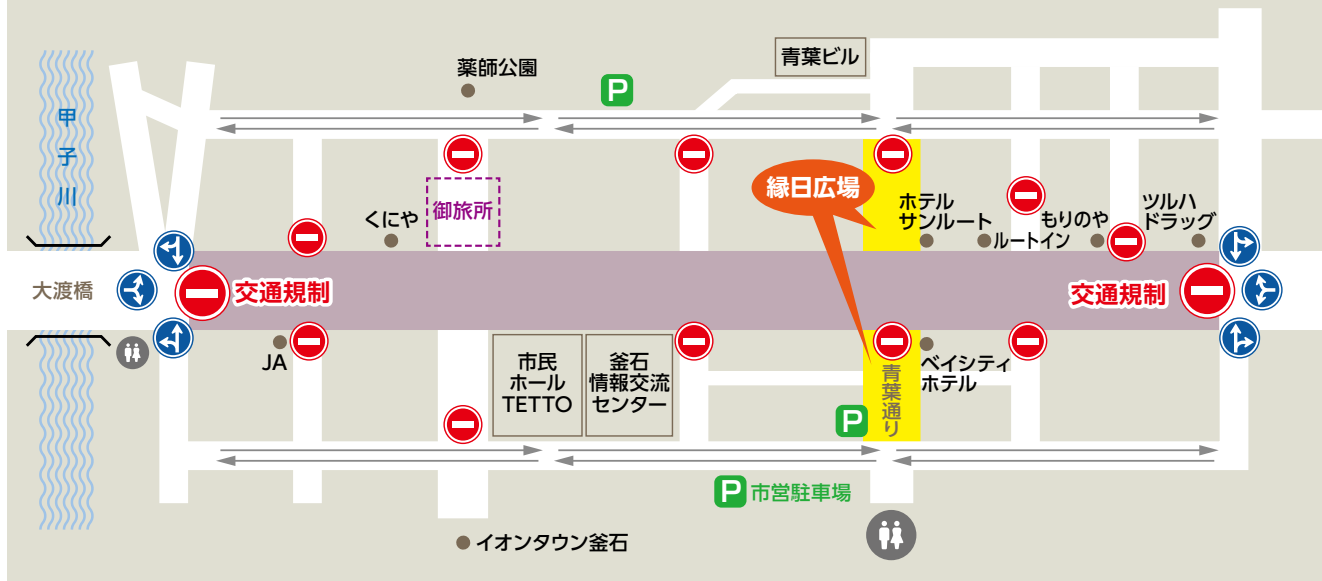 青葉ビル
薬師公園
P
甲子川
縁日広場
ホテル
サンルート
ルートイン
もりのや
ツルハ
ドラッグ
くにや
御旅所
大渡橋
交通規制
交通規制
JA
市民
ホール
TETTO
釜石
情報交流
センター
ベイシティ
ホテル
青葉通り
P
P 市営駐車場
イオンタウン釜石